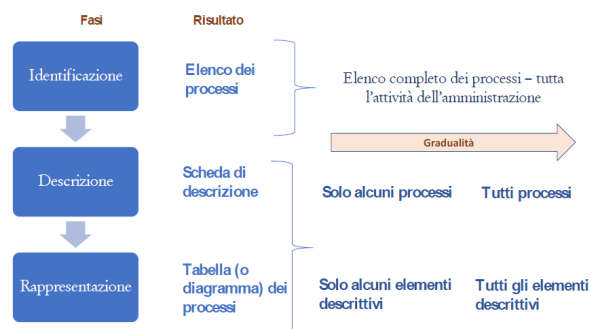 Fasi
Risultato
Identificazione
Elenco dei
processi
Elenco completo dei processi – tutta
l'attività dell'amministrazione
Gradualità
Descrizione
Scheda di
descrizione
Solo alcuni processi
Tutti processi
Rappresentazione
Tabella (o
diagramma) dei
processi
Solo alcuni elementi
descrittivi
Tutti gli elementi
descrittivi